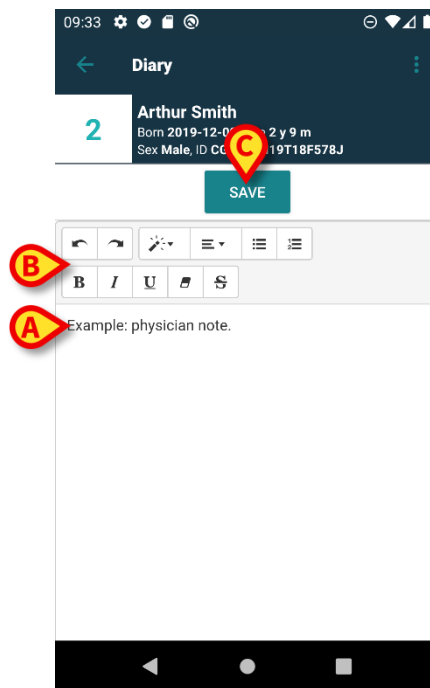 09:33
Diary
2
Arthur Smith
Born 2019-12-0 2 y 9 m
Sex Male, ID CG 19T18F578J
C
SAVE
B
B I U S
A
Example: physician note.